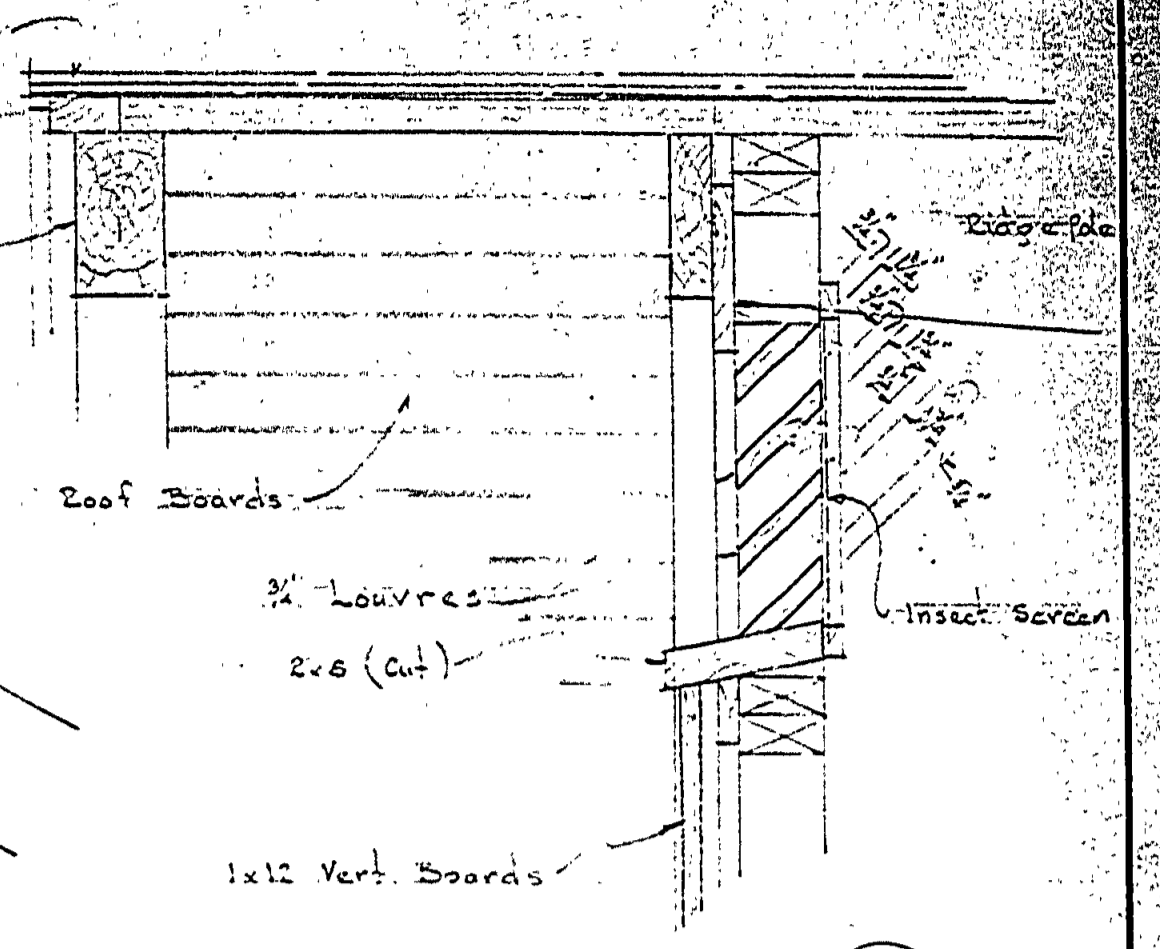 Ridge Pole
Roof Boards
3/4" Louvres
Insect Screen
2x6 (Cut)
1x12 Vert. Boards